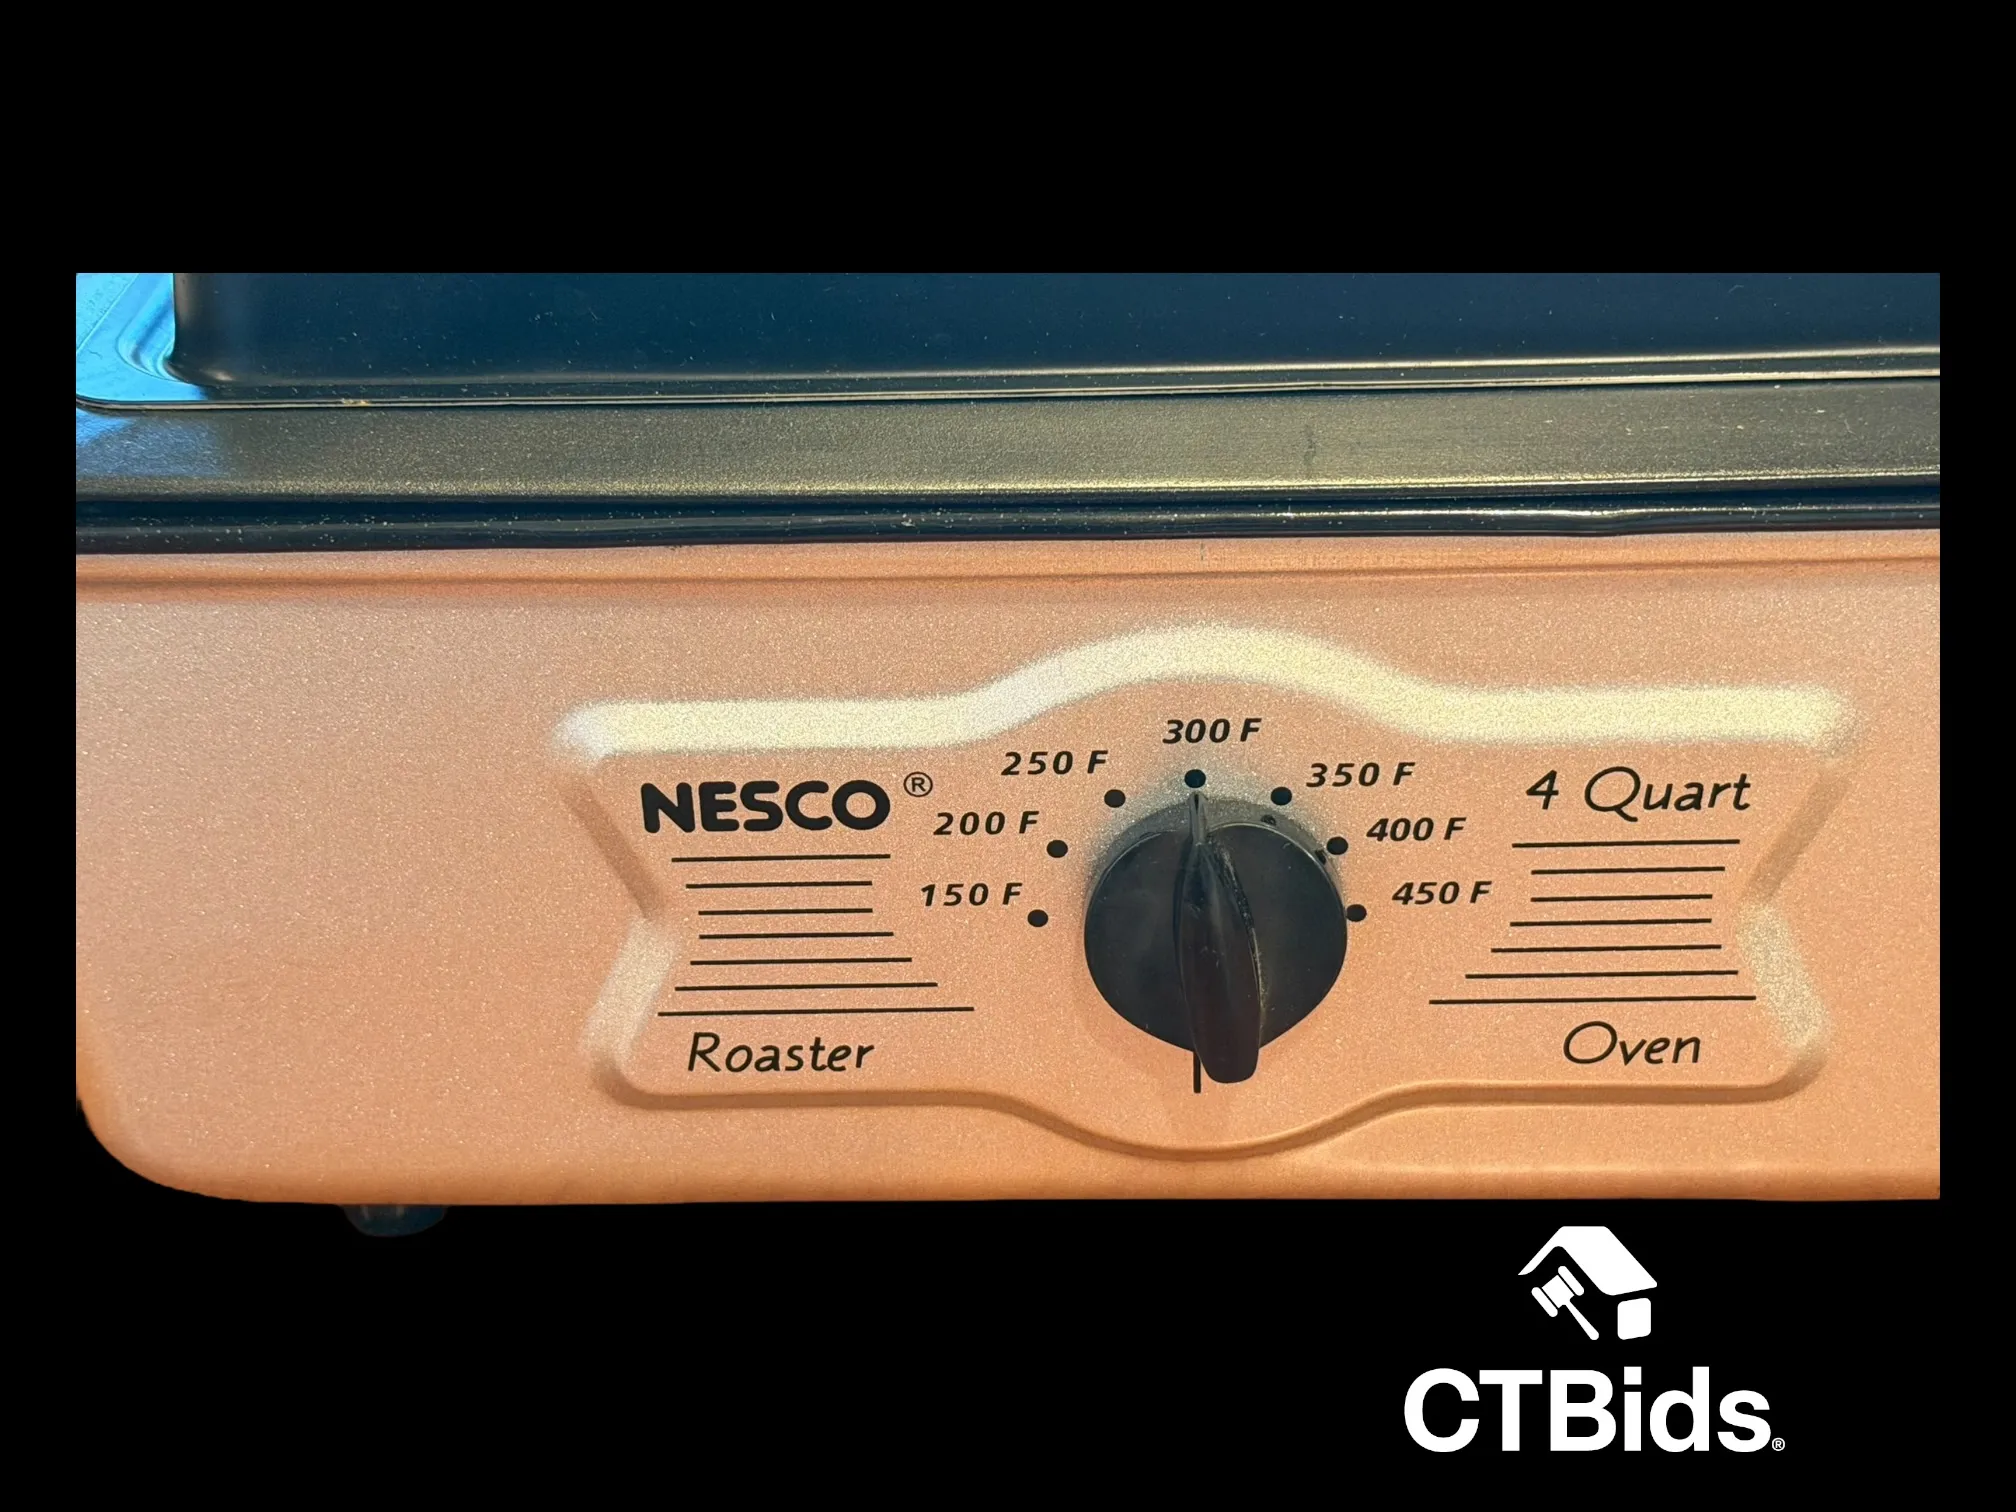 NESCO®
Roaster
150 F
200 F
250 F
300 F
350 F
400 F
450 F
4 Quart
Oven
CTBids®